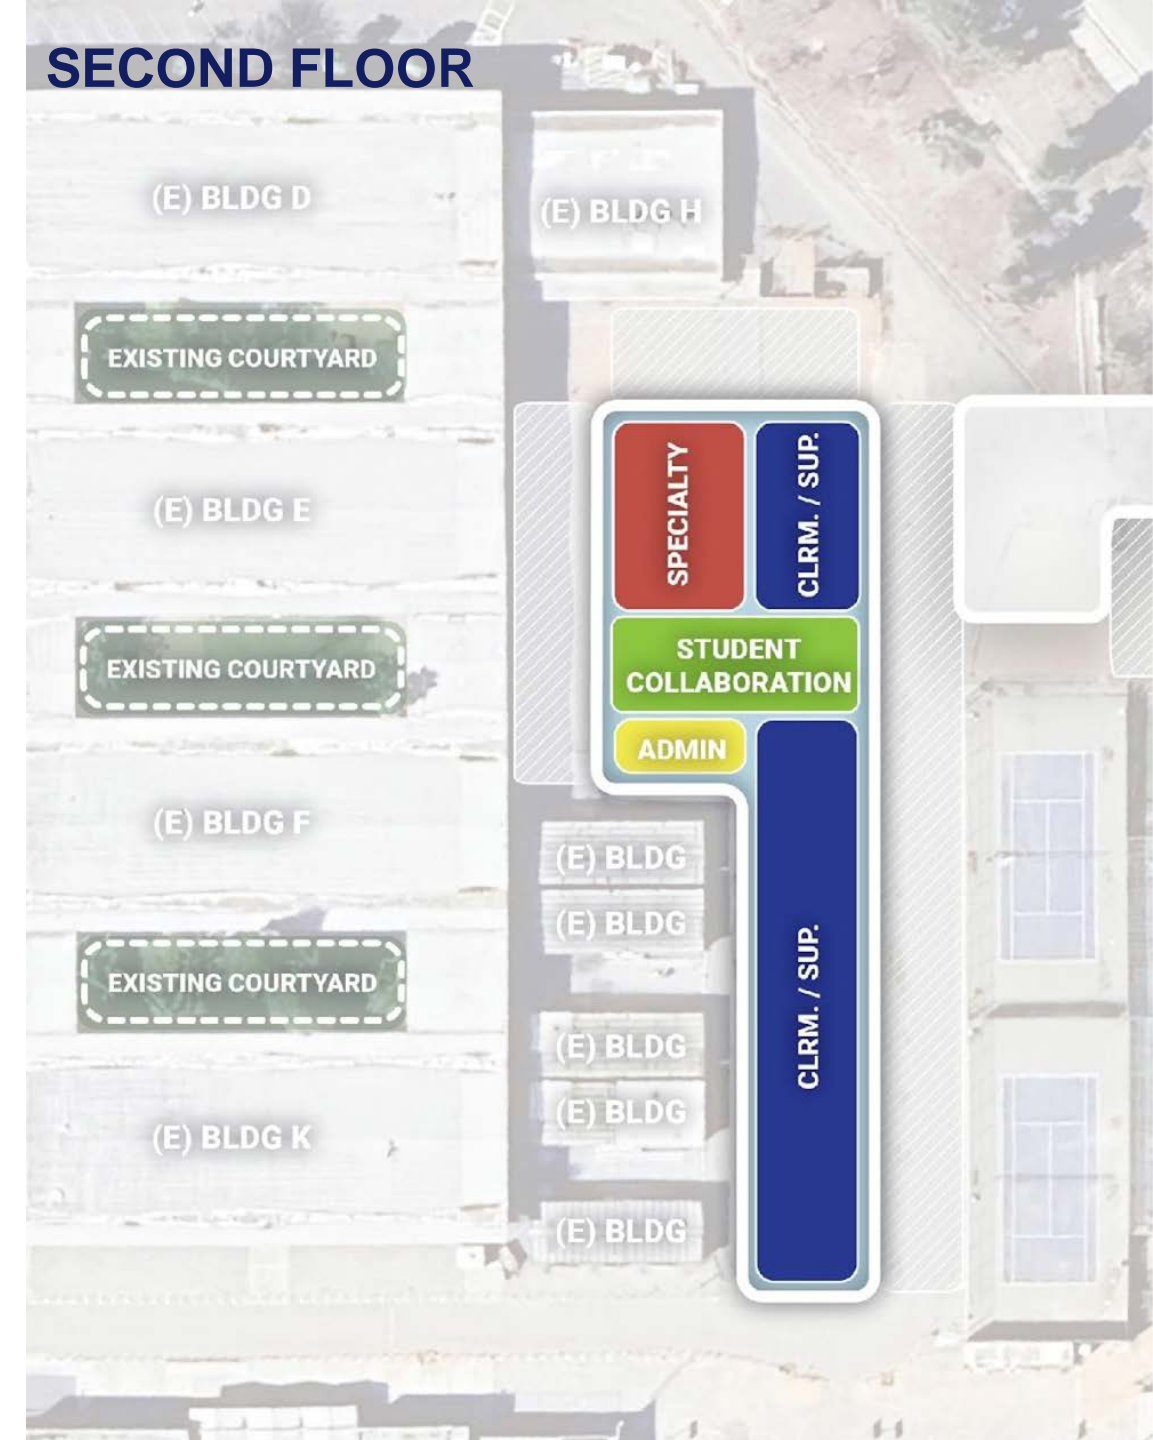 SECOND FLOOR
(E) BLDG D
(E) BLDG H
EXISTING COURTYARD
SPECIALTY
CLRM. / SUP.
(E) BLDG E
STUDENT
COLLABORATION
EXISTING COURTYARD
ADMIN
(E) BLDG F
(E) BLDG
(E) BLDG
EXISTING COURTYARD
CLRM. / SUP.
(E) BLDG
(E) BLDG
(E) BLDG K
(E) BLDG